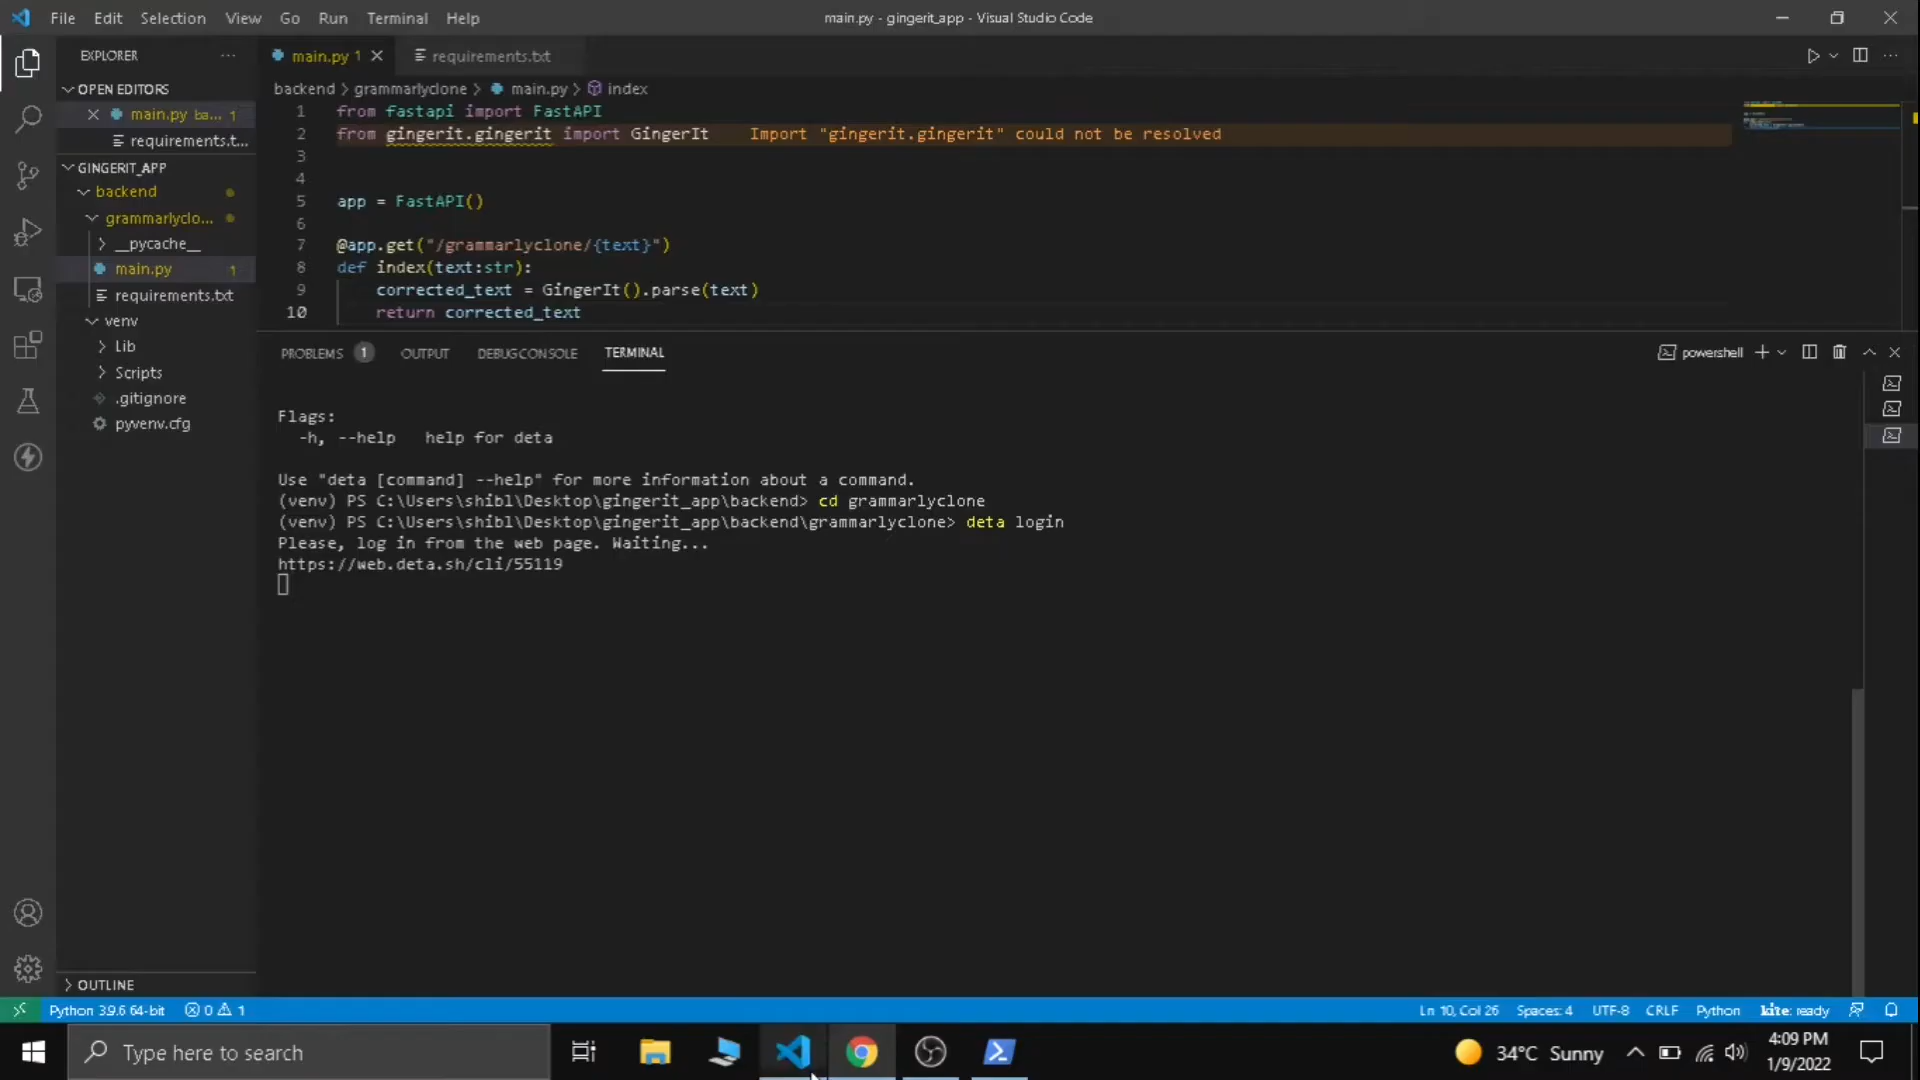 File Edit Selection View Go Run Terminal Help
main.py - gingerit_app - Visual Studio Code
EXPLORER
OPEN EDITORS
main.py ba... 1
requirements.t...
GINGERIT_APP
backend
grammarlyclo...
__pycache__
main.py 1
requirements.txt
venv
Lib
Scripts
.gitignore
pyvenv.cfg
OUTLINE
main.py 1
requirements.txt
backend > grammarlyclone > main.py > index
1 from fastapi import FastAPI
2 from gingerit.gingerit import GingerIt Import "gingerit.gingerit" could not be resolved
3
4
5 app = FastAPI()
6
7 @app.get("/grammarlyclone/{text}")
8 def index(text:str):
9 corrected_text = GingerIt().parse(text)
10 return corrected_text
PROBLEMS 1 OUTPUT DEBUG CONSOLE TERMINAL
powershell
Flags:
-h, --help help for deta
Use "deta [command] --help" for more information about a command.
(venv) PS C:\Users\shibl\Desktop\gingerit_app\backend> cd grammarlyclone
(venv) PS C:\Users\shibl\Desktop\gingerit_app\backend\grammarlyclone> deta login
Please, log in from the web page. Waiting...
https://web.deta.sh/cli/55119
Python 3.9.6 64-bit 0 1
Ln 10, Col 26 Spaces: 4 UTF-8 CRLF Python kite: ready
Type here to search
34°C Sunny
4:09 PM
1/9/2022